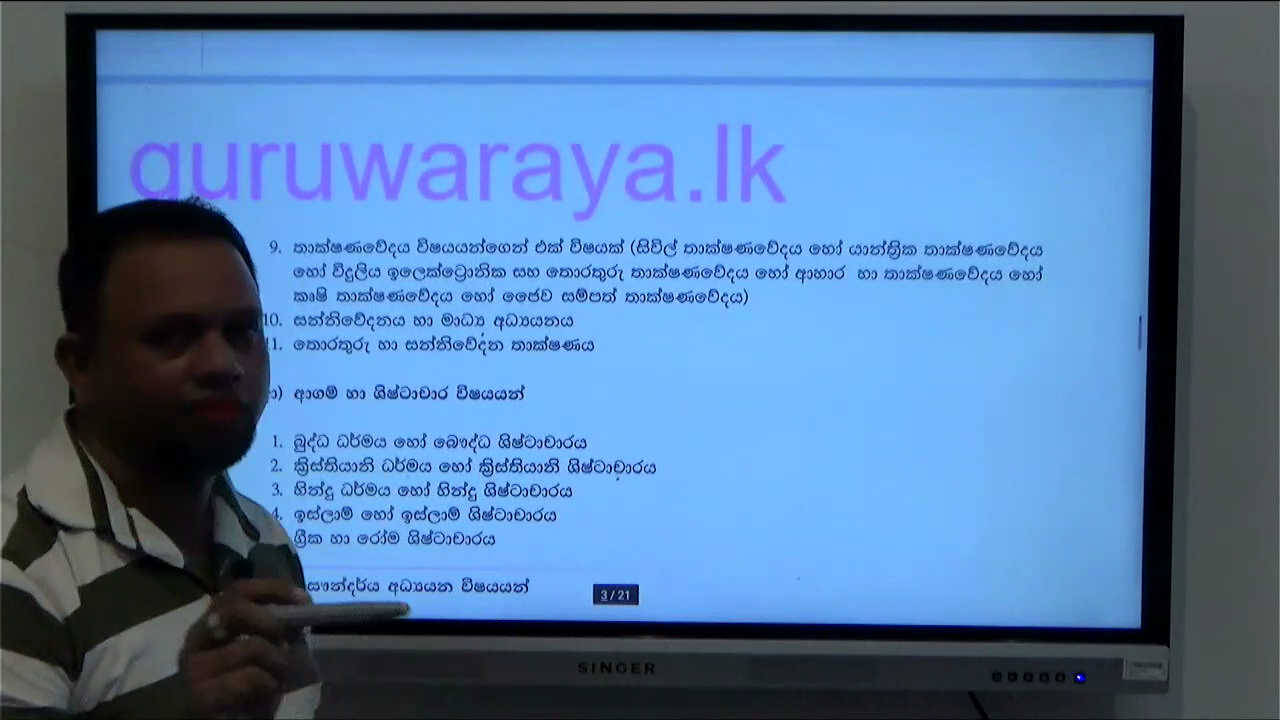 guruwaraya.lk
9. තාක්ෂණවේදය විෂයයන්ගෙන් එක් විෂයක් (සිවිල් තාක්ෂණවේදය හෝ යාන්ත්‍රික තාක්ෂණවේදය
හෝ විදුලිය ඉලෙක්ට්‍රොනික සහ තොරතුරු තාක්ෂණවේදය හෝ ආහාර හා තාක්ෂණවේදය හෝ
කෘෂි තාක්ෂණවේදය හෝ ජෛව සම්පත් තාක්ෂණවේදය)
10. සන්නිවේදනය හා මාධ්‍ය අධ්‍යයනය
1. තොරතුරු හා සන්නිවේදන තාක්ෂණය
ආගම් හා ශිෂ්ටාචාර විෂයයන්
1. බුද්ධ ධර්මය හෝ බෞද්ධ ශිෂ්ටාචාරය
2. ක්‍රිස්තියානි ධර්මය හෝ ක්‍රිස්තියානි ශිෂ්ටාචාරය
3. හින්දු ධර්මය හෝ හින්දු ශිෂ්ටාචාරය
4. ඉස්ලාම් හෝ ඉස්ලාම් ශිෂ්ටාචාරය
ග්‍රීක හා රෝම ශිෂ්ටාචාරය
සෞන්දර්ය අධ්‍යයන විෂයයන්
3 / 21
SINGER